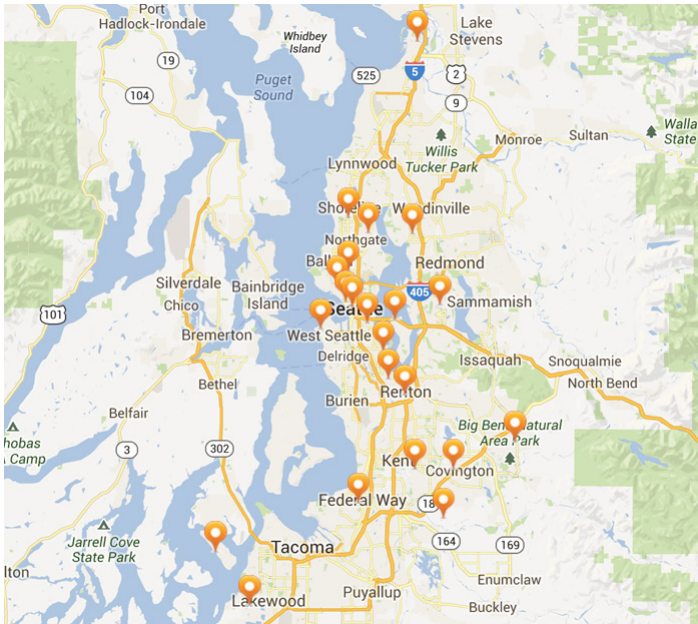 Port
Hadlock-Irondale
Whidbey
Island
Lake
Stevens
19
5
2
525
Puget
Sound
104
9
Walla
State
Sultan
Monroe
Willis
Tucker Park
Lynnwood
Shoreline
Woodinville
Northgate
Redmond
Silverdale
Bainbridge
Island
405
Sammamish
Chico
101
Seattle
Bremerton
West Seattle
Delridge
Issaquah
Snoqualmie
North Bend
Bethel
Renton
Burien
Belfair
Big Bend Natural
Area Park
hobas
A Camp
3
302
Kent
Covington
Federal Way
18
Jarrell Cove
State Park
164
169
Tacoma
lton
Enumclaw
Puyallup
Lakewood
Buckley